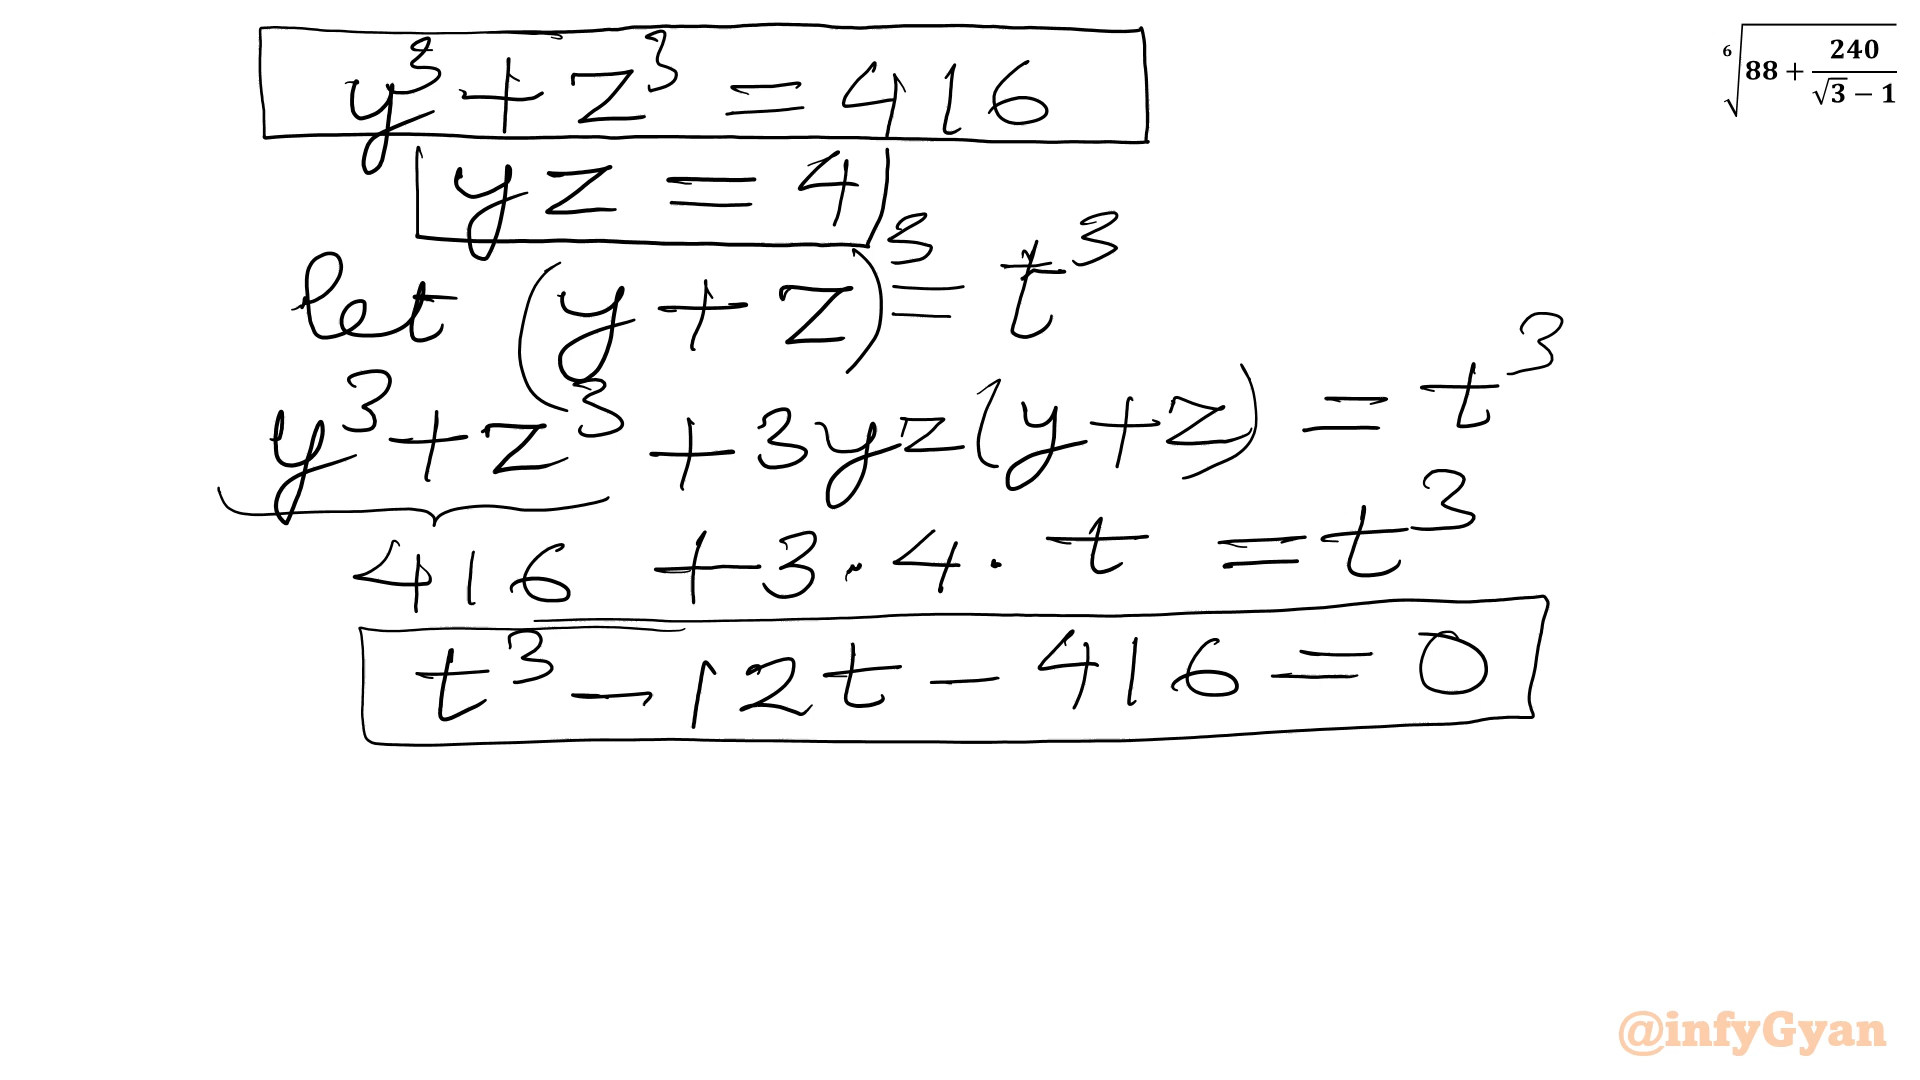 y³ + z³ = 416
yz = 4
let (y + z)³ = t³
y³ + z³ + 3yz(y + z) = t³
416 + 3 · 4 · t = t³
t³ - 12t - 416 = 0
⁶√(88 + 240/(√3 − 1))
@infyGyan